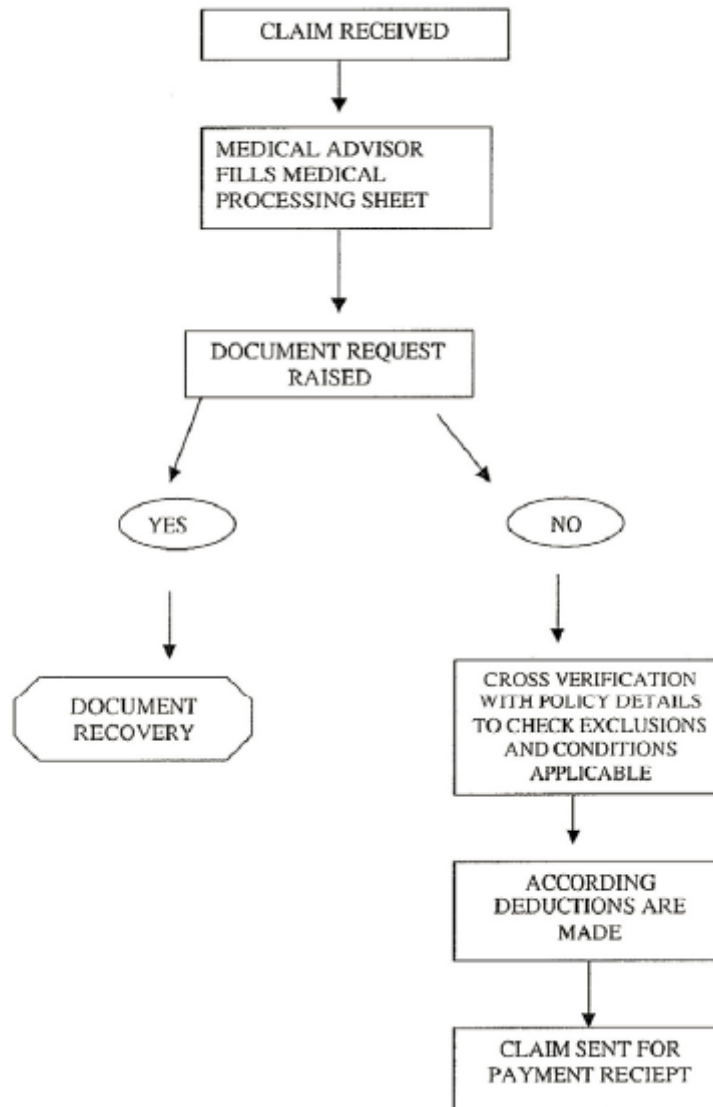 CLAIM RECEIVED
MEDICAL ADVISOR
FILLS MEDICAL
PROCESSING SHEET
DOCUMENT REQUEST
RAISED
YES
NO
DOCUMENT
RECOVERY
CROSS VERIFICATION
WITH POLICY DETAILS
TO CHECK EXCLUSIONS
AND CONDITIONS
APPLICABLE
ACCORDING
DEDUCTIONS ARE
MADE
CLAIM SENT FOR
PAYMENT RECIEPT